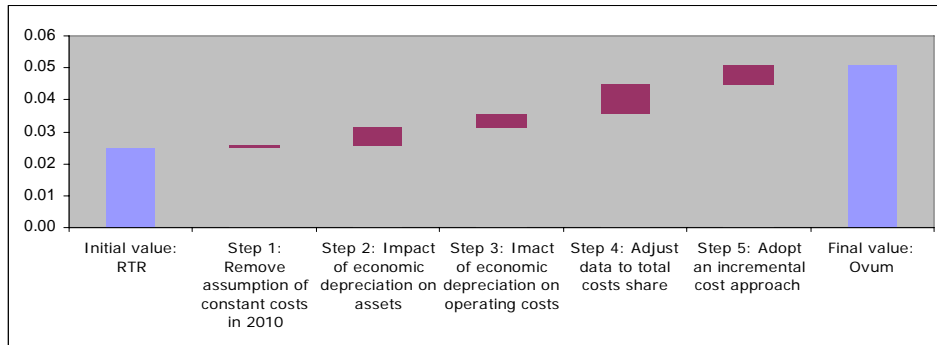 0.06
0.05
0.04
0.03
0.02
0.01
0.00
Initial value:
RTR
Step 1:
Remove
assumption of
constant costs
in 2010
Step 2: Impact
of economic
depreciation on
assets
Step 3: Imact of
economic
depreciation on
operating costs
Step 4: Adjust
data to total
costs share
Step 5: Adopt
an incremental
cost approach
Final value:
Ovum